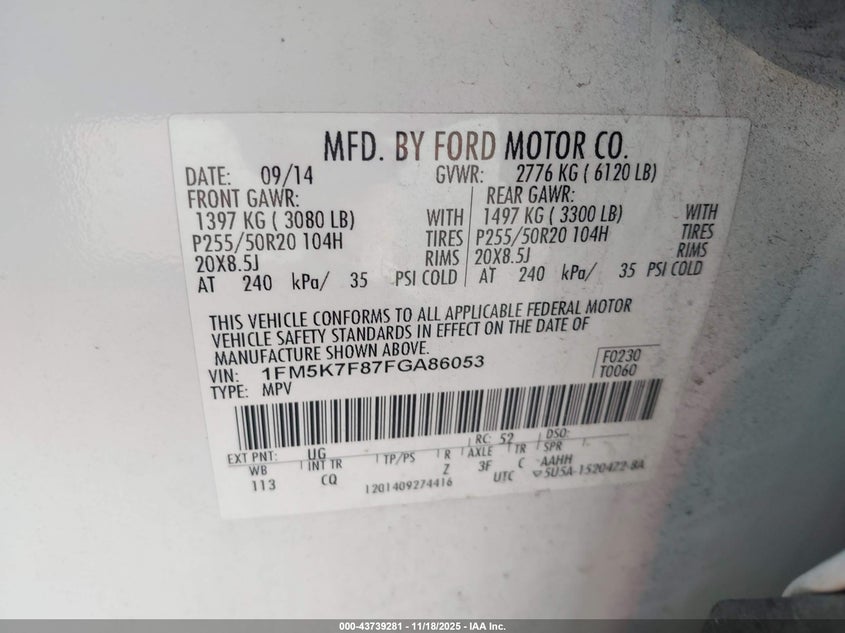 MFD. BY FORD MOTOR CO.
DATE: 09/14 GVWR: 2776 KG ( 6120 LB)
FRONT GAWR: REAR GAWR:
1397 KG ( 3080 LB) WITH 1497 KG ( 3300 LB) WITH
P255/50R20 104H TIRES P255/50R20 104H TIRES
20X8.5J RIMS 20X8.5J RIMS
AT 240 kPa/ 35 PSI COLD AT 240 kPa/ 35 PSI COLD
THIS VEHICLE CONFORMS TO ALL APPLICABLE FEDERAL MOTOR
VEHICLE SAFETY STANDARDS IN EFFECT ON THE DATE OF
MANUFACTURE SHOWN ABOVE.
VIN: 1FM5K7F87FGA86053 F0230
TYPE: MPV T0060
EXT PNT: UG RC: 52 DSO:
WB INT TR TP/PS R AXLE TR SPR
113 CQ Z 3F C AAHH
1201409274416 UTC 5U5A-1520472-BA
000-43739281 - 11/18/2025 - IAA Inc.